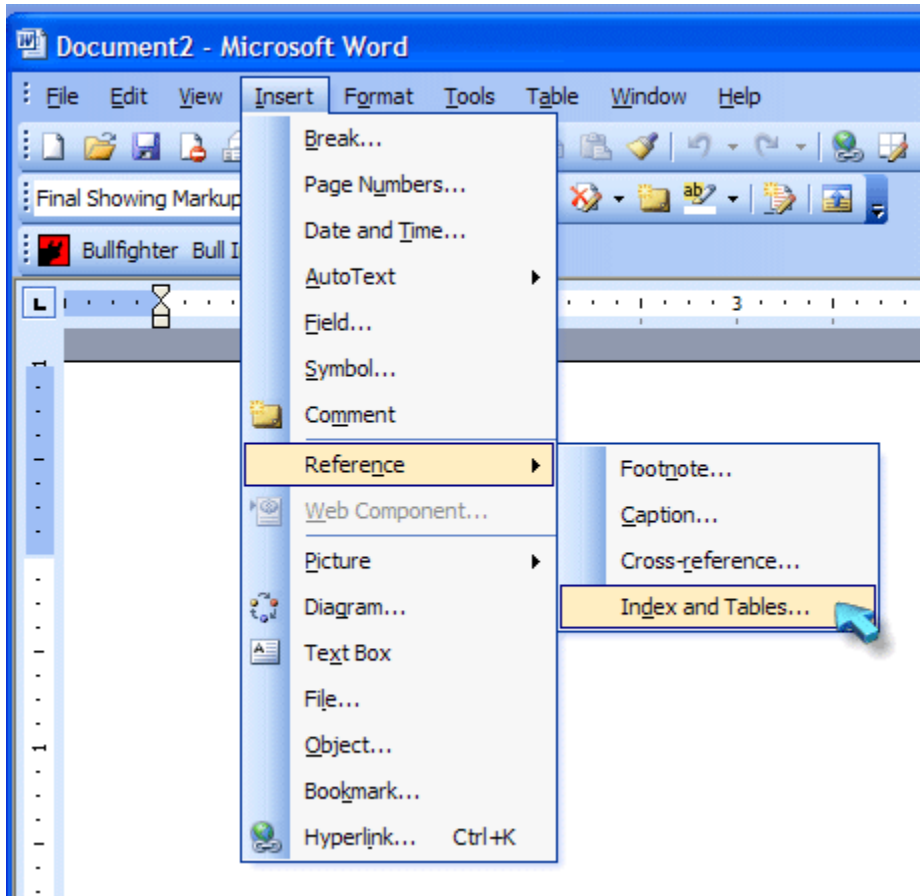 Document2 - Microsoft Word
File Edit View Insert Format Tools Table Window Help
Final Showing Markup
Bullfighter Bull
L 3
Break...
Page Numbers...
Date and Time...
AutoText
Field...
Symbol...
Comment
Reference
Web Component...
Picture
Diagram...
Text Box
File...
Object...
Bookmark...
Hyperlink... Ctrl+K
Footnote...
Caption...
Cross-reference...
Index and Tables...
1
1